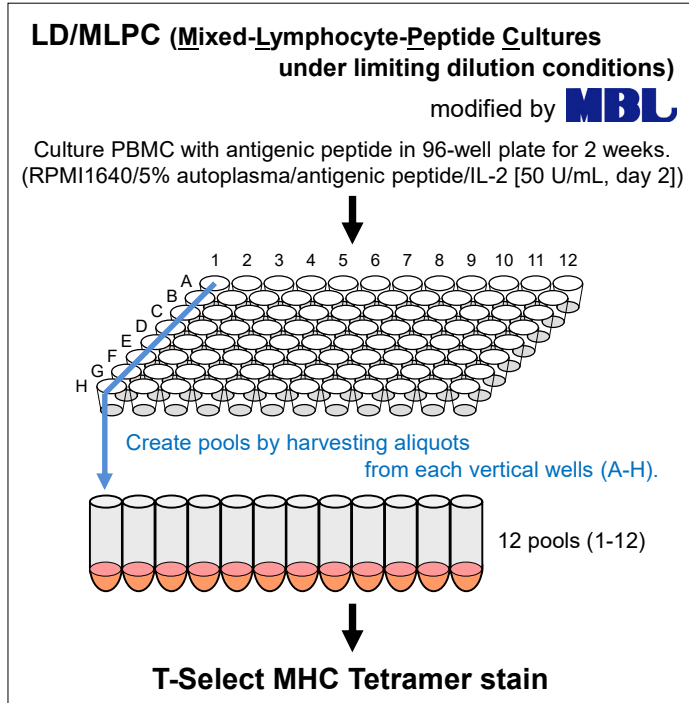 LD/MLPC (Mixed-Lymphocyte-Peptide Cultures
under limiting dilution conditions)
modified by MBL
Culture PBMC with antigenic peptide in 96-well plate for 2 weeks.
(RPMI1640/5% autoplasma/antigenic peptide/IL-2 [50 U/mL, day 2])
1 2 3 4 5 6 7 8 9 10 11 12
A
B
C
D
E
F
G
H
Create pools by harvesting aliquots
from each vertical wells (A-H).
12 pools (1-12)
T-Select MHC Tetramer stain